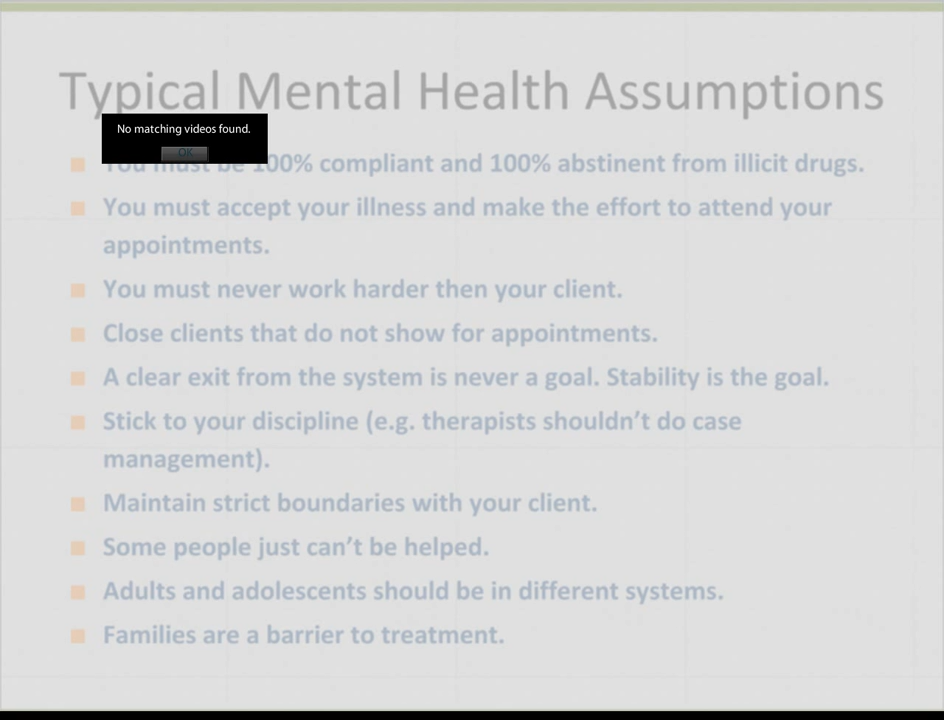 Typical Mental Health Assumptions
No matching videos found.
OK
You must be 100% compliant and 100% abstinent from illicit drugs.
You must accept your illness and make the effort to attend your
appointments.
You must never work harder then your client.
Close clients that do not show for appointments.
A clear exit from the system is never a goal. Stability is the goal.
Stick to your discipline (e.g. therapists shouldn’t do case
management).
Maintain strict boundaries with your client.
Some people just can’t be helped.
Adults and adolescents should be in different systems.
Families are a barrier to treatment.